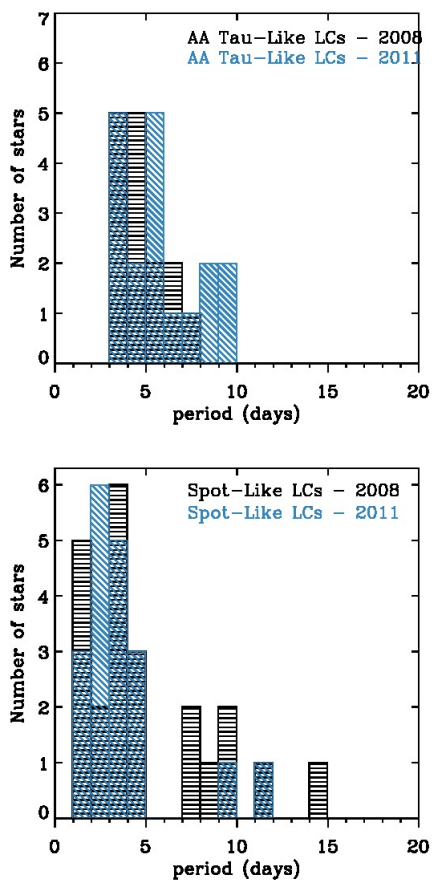 AA Tau-Like LCs - 2008
AA Tau-Like LCs - 2011
7
6
5
4
3
2
1
0
Number of stars
0 5 10 15 20
period (days)
Spot-Like LCs - 2008
Spot-Like LCs - 2011
6
5
4
3
2
1
0
Number of stars
0 5 10 15 20
period (days)